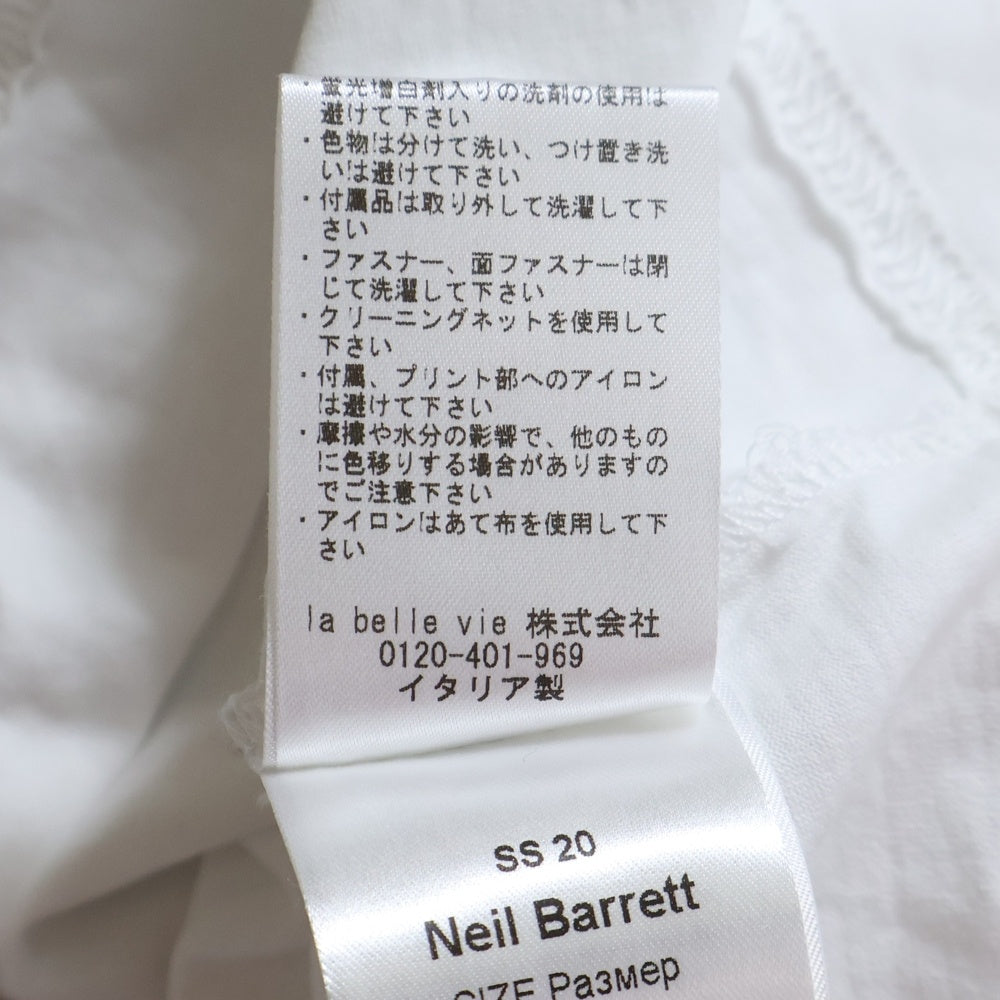 ・蛍光増白剤入りの洗剤の使用は
避けて下さい
・色物は分けて洗い、つけ置き洗
いは避けて下さい
・付属品は取り外して洗濯して下
さい
・ファスナー、面ファスナーは閉
じて洗濯して下さい
・クリーニングネットを使用して
下さい
・付属、プリント部へのアイロン
は避けて下さい
・摩擦や水分の影響で、他のもの
に色移りする場合がありますの
でご注意下さい
・アイロンはあて布を使用して下
さい
la belle vie 株式会社
0120-401-969
イタリア製
SS 20
Neil Barrett
SIZE Размер